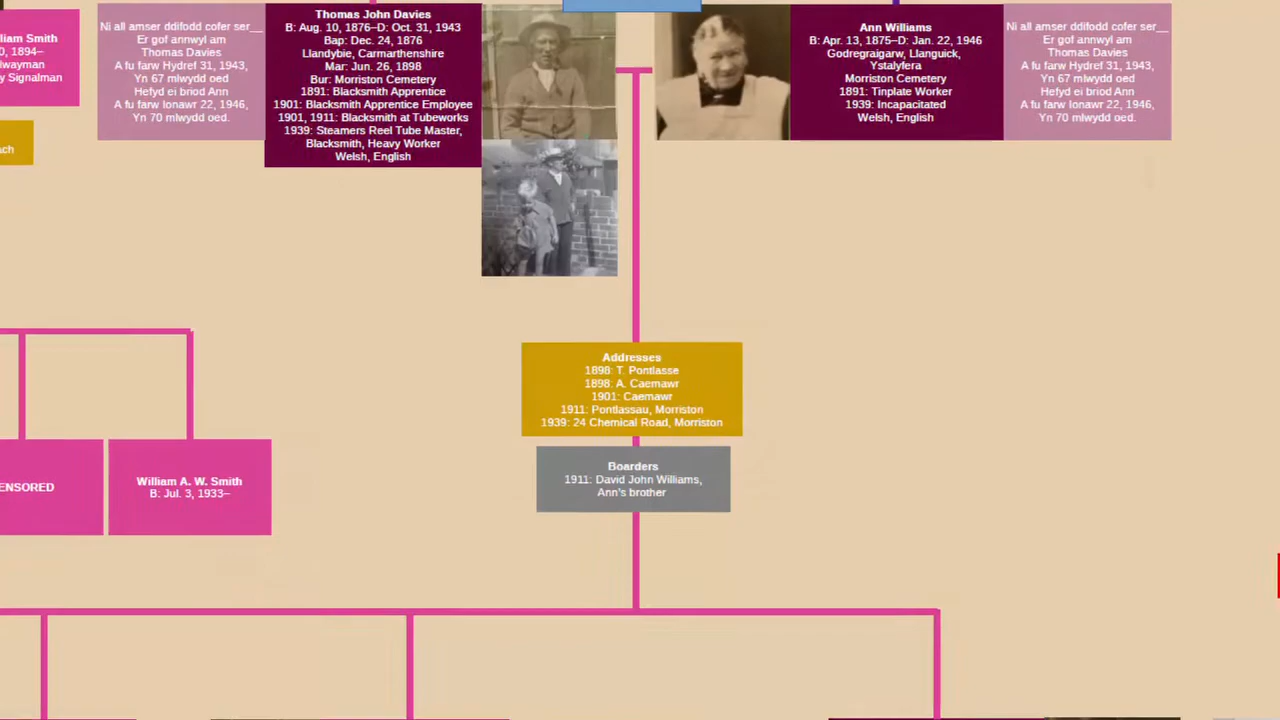 liam Smith
0, 1894–
lwayman
y Signalman
ach
Ni all amser ddifodd cofer ser__
Er gof annwyl am
Thomas Davies
A fu farw Hydref 31, 1943,
Yn 67 mlwydd oed
Hefyd ei briod Ann
A fu farw Ionawr 22, 1946,
Yn 70 mlwydd oed.
Thomas John Davies
B: Aug. 10, 1876–D: Oct. 31, 1943
Bap: Dec. 24, 1876
Llandybie, Carmarthenshire
Mar: Jun. 26, 1898
Bur: Morriston Cemetery
1891: Blacksmith Apprentice
1901: Blacksmith Apprentice Employee
1901, 1911: Blacksmith at Tubeworks
1939: Steamers Reel Tube Master,
Blacksmith, Heavy Worker
Welsh, English
Ann Williams
B: Apr. 13, 1875–D: Jan. 22, 1946
Godregraigarw, Llanguick,
Ystalyfera
Morriston Cemetery
1891: Tinplate Worker
1939: Incapacitated
Welsh, English
Ni all amser ddifodd cofer ser__
Er gof annwyl am
Thomas Davies
A fu farw Hydref 31, 1943,
Yn 67 mlwydd oed
Hefyd ei briod Ann
A fu farw Ionawr 22, 1946,
Yn 70 mlwydd oed.
Addresses
1898: T. Pontlasse
1898: A. Caemawr
1901: Caemawr
1911: Pontlassau, Morriston
1939: 24 Chemical Road, Morriston
Boarders
1911: David John Williams,
Ann's brother
ENSORED
William A. W. Smith
B: Jul. 3, 1933–